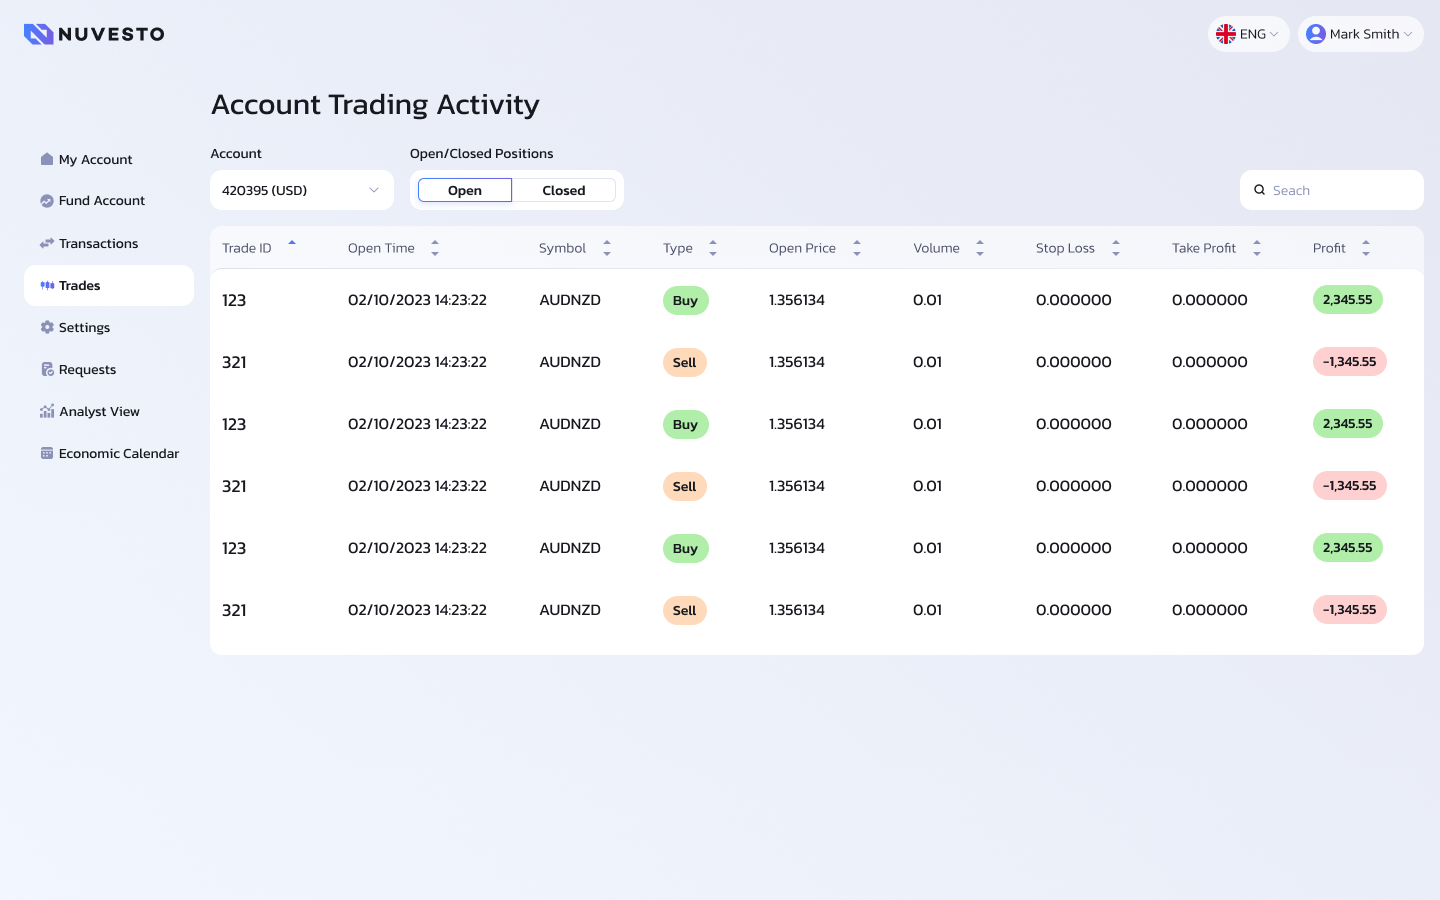 NUVESTO
ENG
Mark Smith
Account Trading Activity
My Account
Fund Account
Transactions
Trades
Settings
Requests
Analyst View
Economic Calendar
Account
Open/Closed Positions
420395 (USD)
Open Closed
Seach
Trade ID Open Time Symbol Type Open Price Volume Stop Loss Take Profit Profit
123 02/10/2023 14:23:22 AUDNZD Buy 1.356134 0.01 0.000000 0.000000 2,345.55
321 02/10/2023 14:23:22 AUDNZD Sell 1.356134 0.01 0.000000 0.000000 -1,345.55
123 02/10/2023 14:23:22 AUDNZD Buy 1.356134 0.01 0.000000 0.000000 2,345.55
321 02/10/2023 14:23:22 AUDNZD Sell 1.356134 0.01 0.000000 0.000000 -1,345.55
123 02/10/2023 14:23:22 AUDNZD Buy 1.356134 0.01 0.000000 0.000000 2,345.55
321 02/10/2023 14:23:22 AUDNZD Sell 1.356134 0.01 0.000000 0.000000 -1,345.55